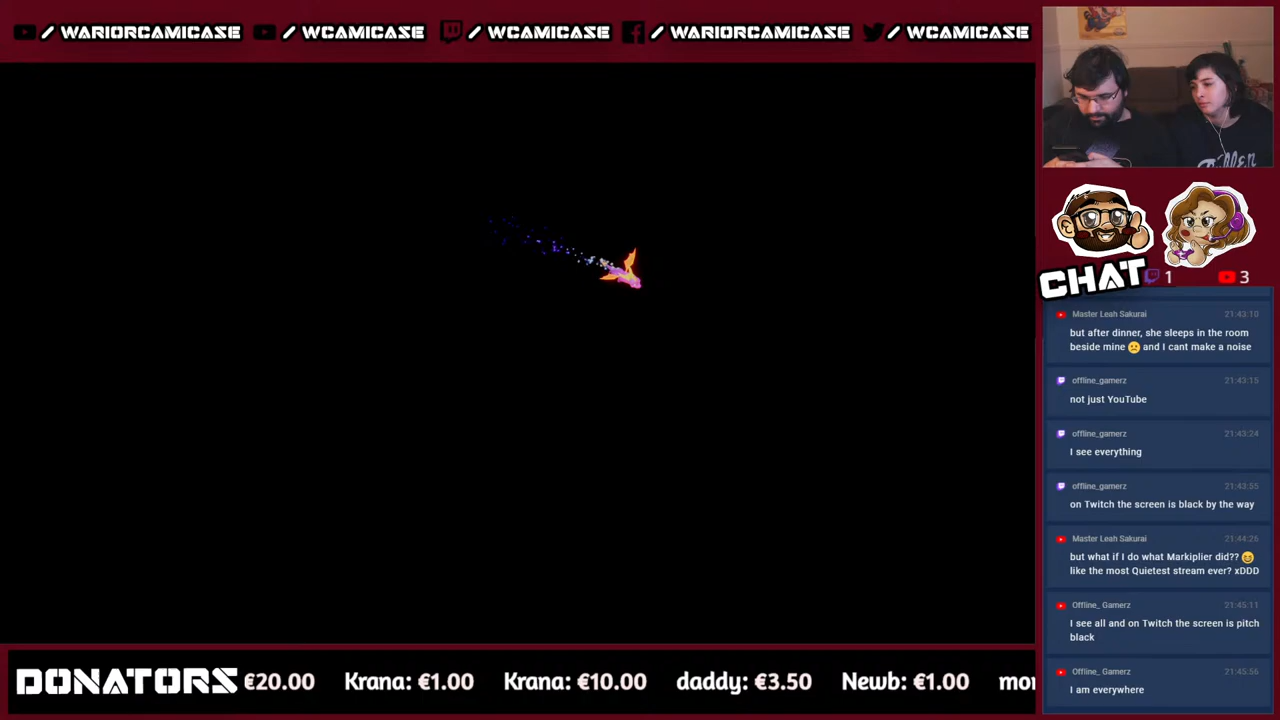 / WARIORCAMICASE / WCAMICASE / WCAMICASE / WARIORCAMICASE / WCAMICASE
CHAT 1 3
Master Leah Sakurai 21:43:10
but after dinner, she sleeps in the room
beside mine ☹️ and I cant make a noise
offline_gamerz 21:43:15
not just YouTube
offline_gamerz 21:43:24
I see everything
offline_gamerz 21:43:55
on Twitch the screen is black by the way
Master Leah Sakurai 21:44:26
but what if I do what Markiplier did?? 😆
like the most Quietest stream ever? xDDD
Offline_ Gamerz 21:45:11
I see all and on Twitch the screen is pitch
black
Offline_ Gamerz 21:45:56
I am everywhere
DONATORS €20.00 Krana: €1.00 Krana: €10.00 daddy: €3.50 Newb: €1.00